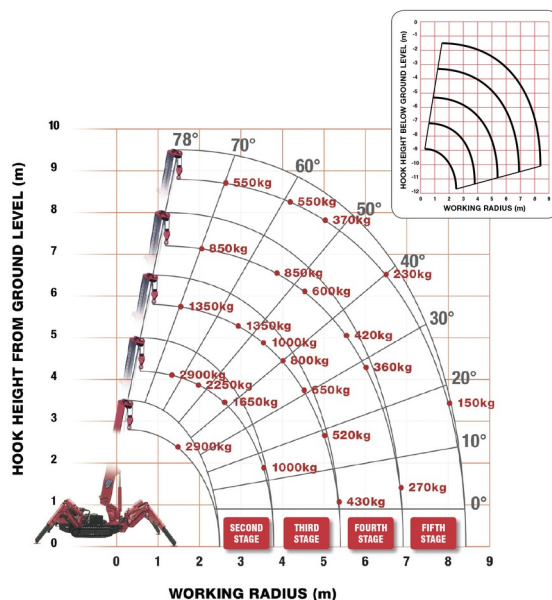 HOOK HEIGHT BELOW GROUND LEVEL (m)
0
-1
-2
-3
-4
-5
-6
-7
-8
-9
-10
-11
-12
0 1 2 3 4 5 6 7 8 9
WORKING RADIUS (m)
HOOK HEIGHT FROM GROUND LEVEL (m)
10
9
8
7
6
5
4
3
2
1
0
78°
70°
60°
50°
40°
30°
20°
10°
0°
550kg
550kg
370kg
230kg
150kg
850kg
850kg
600kg
420kg
360kg
270kg
1350kg
1350kg
1000kg
800kg
550kg
520kg
430kg
2900kg
2250kg
1650kg
1000kg
2900kg
SECOND
STAGE
THIRD
STAGE
FOURTH
STAGE
FIFTH
STAGE
0 1 2 3 4 5 6 7 8 9
WORKING RADIUS (m)